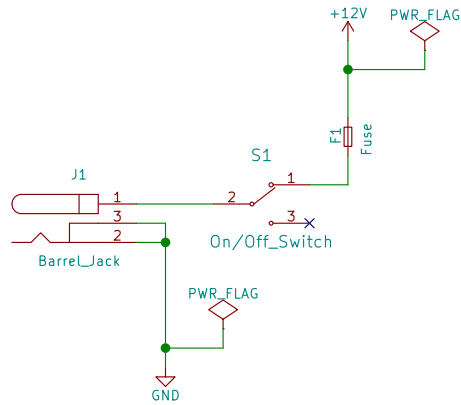 +12V
PWR_FLAG
F1
Fuse
S1
J1
1
2
1
3
3
2
On/Off_Switch
Barrel_Jack
PWR_FLAG
GND